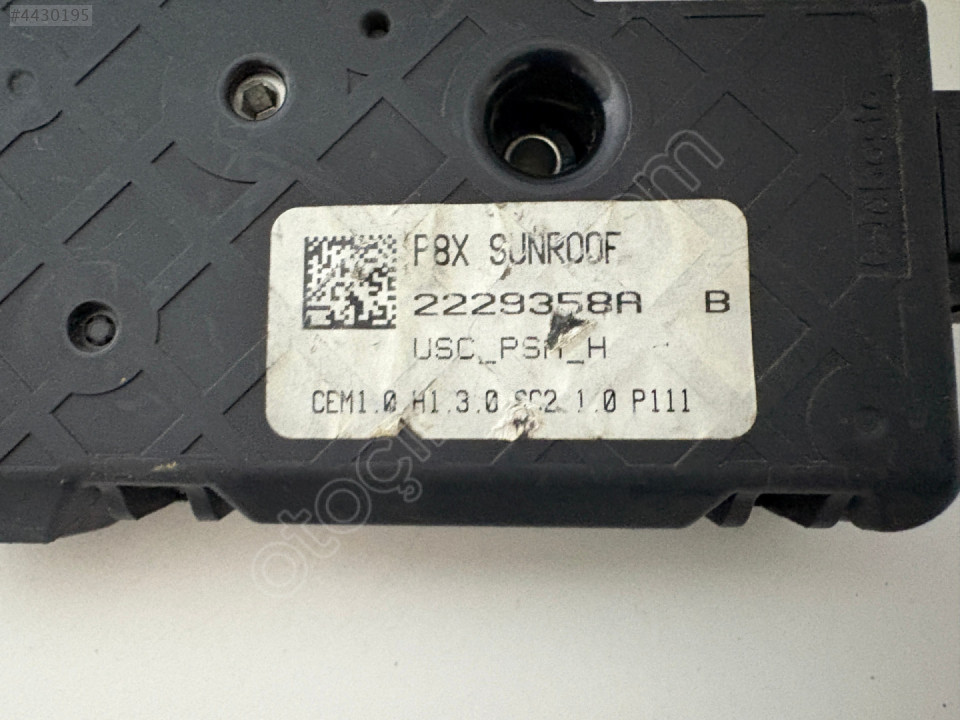 #4430195
P8X SUNROOF
2229358A B
USC_PSM_H
CEM1.0 H1.3.0 SC2.1.0 P111